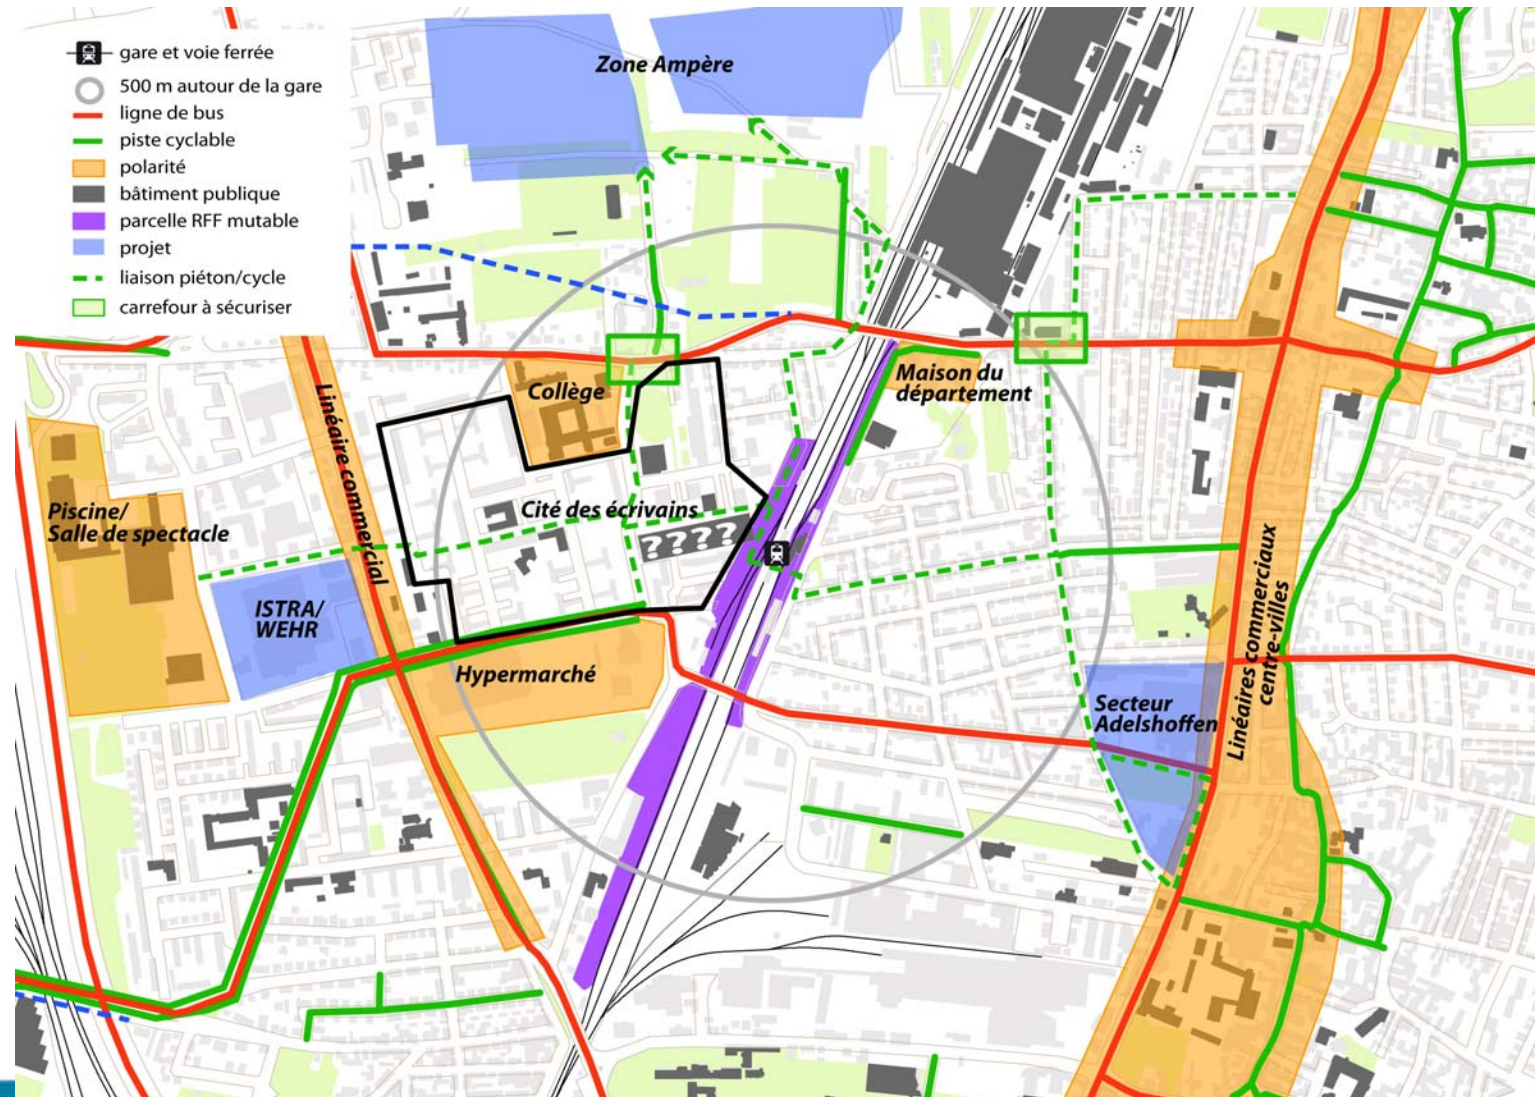 gare et voie ferrée
500 m autour de la gare
ligne de bus
piste cyclable
polarité
bâtiment publique
parcelle RFF mutable
projet
liaison piéton/cycle
carrefour à sécuriser
Zone Ampère
Collège
Maison du
département
Linéaire commercial
Piscine/
Salle de spectacle
Cité des écrivains
????
ISTRA/
WEHR
Hypermarché
Secteur
Adelshoffen
Linéaires commerciaux
centre-villes